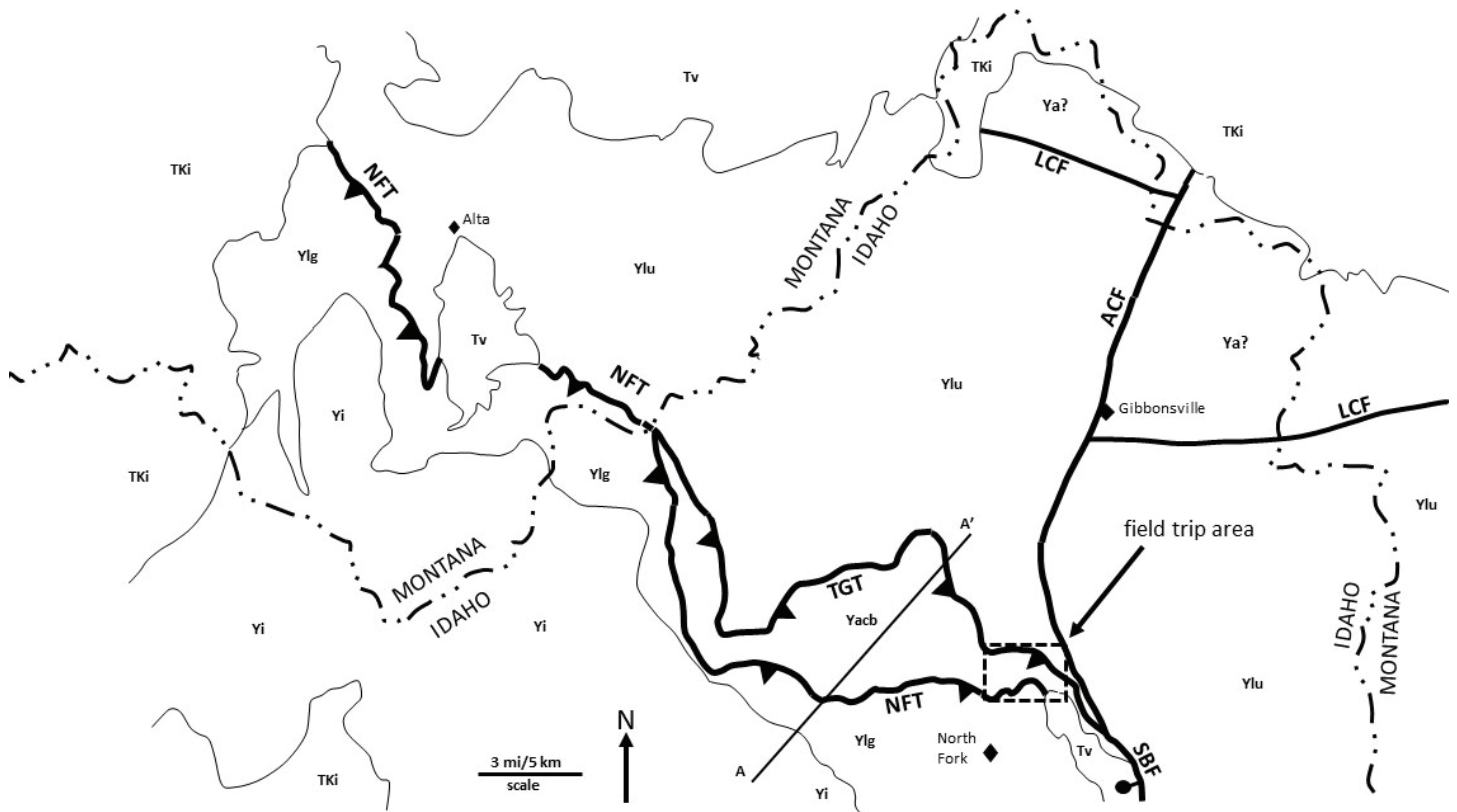 TKi
Tv
Ya?
TKi
LCF
TKi
NFT
Alta
MONTANA
IDAHO
Ylg
Ylu
ACF
Tv
Ya?
NFT
Ylu
Gibbonsville
LCF
Yi
TKi
Ylg
Ylu
A'
field trip area
MONTANA
IDAHO
TGT
Yi
Yi
Yacb
IDAHO
MONTANA
Ylu
NFT
N
Ylg
North
Fork
Tv
SBF
3 mi/5 km
scale
A
TKi
Yi